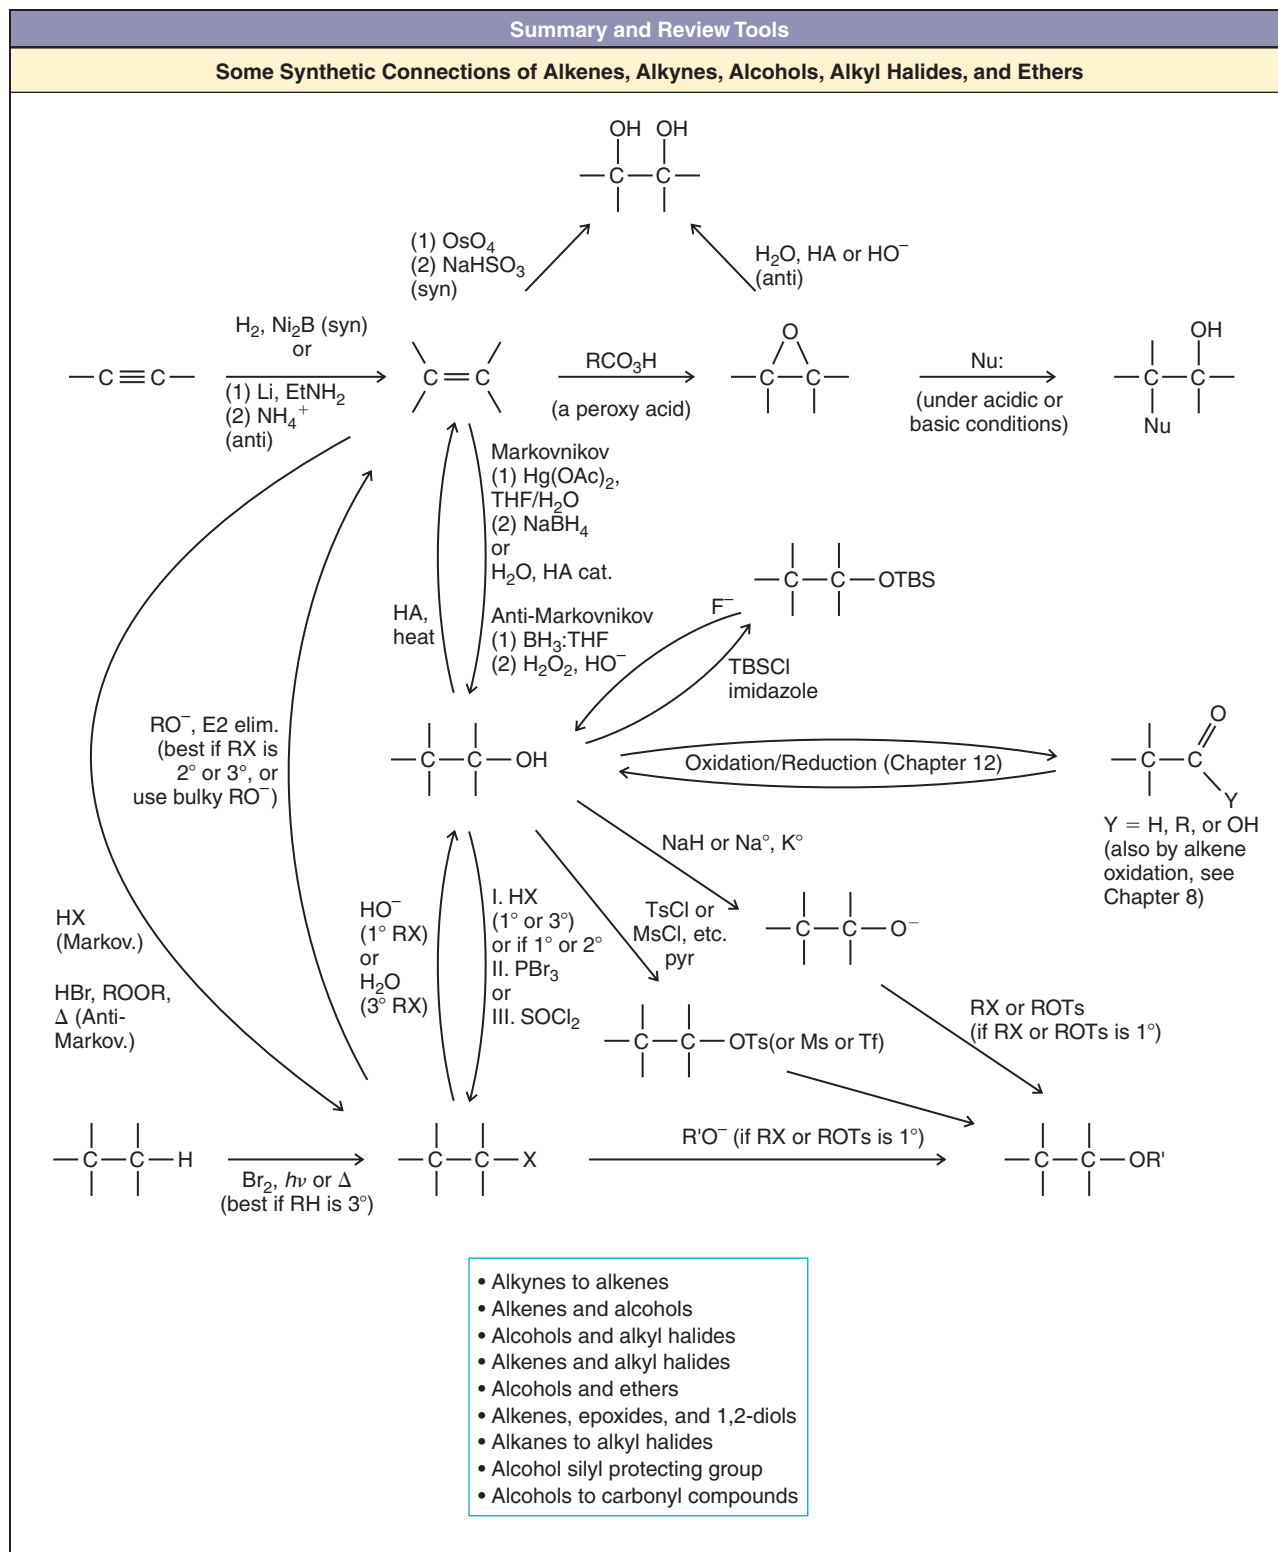 Summary and Review Tools
Some Synthetic Connections of Alkenes, Alkynes, Alcohols, Alkyl Halides, and Ethers
OH OH
C C
(1) OsO₄
(2) NaHSO₃
(syn)
H₂O, HA or HO⁻
(anti)
H₂, Ni₂B (syn)
or
(1) Li, EtNH₂
(2) NH₄⁺
(anti)
C≡C
C=C
RCO₃H
(a peroxy acid)
O
C C
Nu:
(under acidic or
basic conditions)
OH
C C
Nu
Markovnikov
(1) Hg(OAc)₂,
THF/H₂O
(2) NaBH₄
or
H₂O, HA cat.
HA,
heat
Anti-Markovnikov
(1) BH₃:THF
(2) H₂O₂, HO⁻
C C OTBS
F⁻
TBSCl
imidazole
RO⁻, E2 elim.
(best if RX is
2° or 3°, or
use bulky RO⁻)
C C OH
Oxidation/Reduction (Chapter 12)
O
C C
Y
Y = H, R, or OH
(also by alkene
oxidation, see
Chapter 8)
NaH or Na°, K°
HX
(Markov.)
HBr, ROOR,
Δ (Anti-
Markov.)
HO⁻
(1° RX)
or
H₂O
(3° RX)
I. HX
(1° or 3°)
or if 1° or 2°
II. PBr₃
or
III. SOCl₂
TsCl or
MsCl, etc.
pyr
C C O⁻
RX or ROTs
(if RX or ROTs is 1°)
C C OTs(or Ms or Tf)
C C H
Br₂, hν or Δ
(best if RH is 3°)
C C X
R'O⁻ (if RX or ROTs is 1°)
C C OR'
• Alkynes to alkenes
• Alkenes and alcohols
• Alcohols and alkyl halides
• Alkenes and alkyl halides
• Alcohols and ethers
• Alkenes, epoxides, and 1,2-diols
• Alkanes to alkyl halides
• Alcohol silyl protecting group
• Alcohols to carbonyl compounds